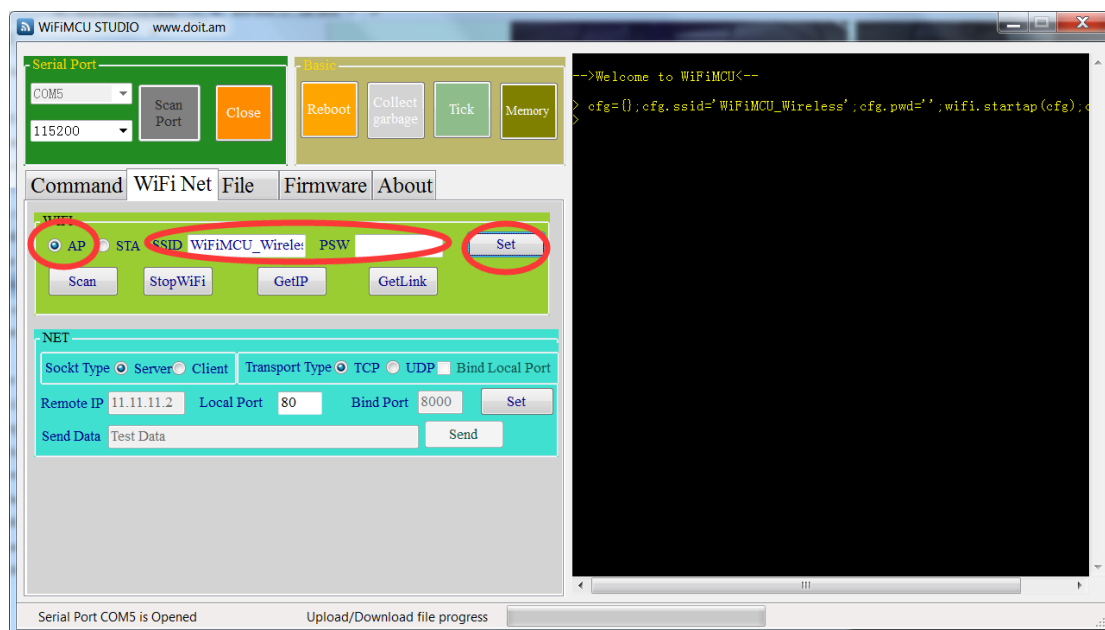 WiFiMCU STUDIO www.doit.am
Serial Port
COM5
Scan Port
Close
115200
Basic
Reboot
Collect garbage
Tick
Memory
Command WiFi Net File Firmware About
WIFI
AP STA SSID WiFiMCU_Wireles PSW Set
Scan StopWiFi GetIP GetLink
NET
Sockt Type Server Client Transport Type TCP UDP Bind Local Port
Remote IP 11.11.11.2 Local Port 80 Bind Port 8000 Set
Send Data Test Data Send
-->Welcome to WiFiMCU<--
> cfg={};cfg.ssid='WiFiMCU_Wireless';cfg.pwd='';wifi.startap(cfg);
>
Serial Port COM5 is Opened Upload/Download file progress